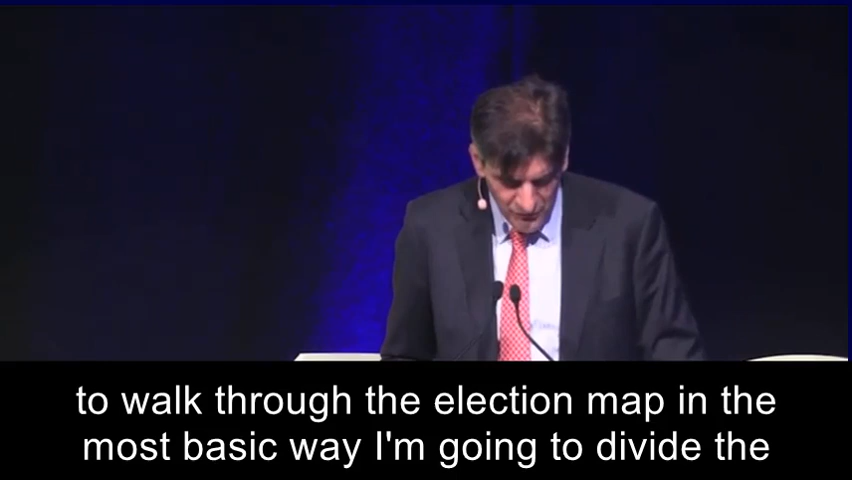 to walk through the election map in the
most basic way I'm going to divide the